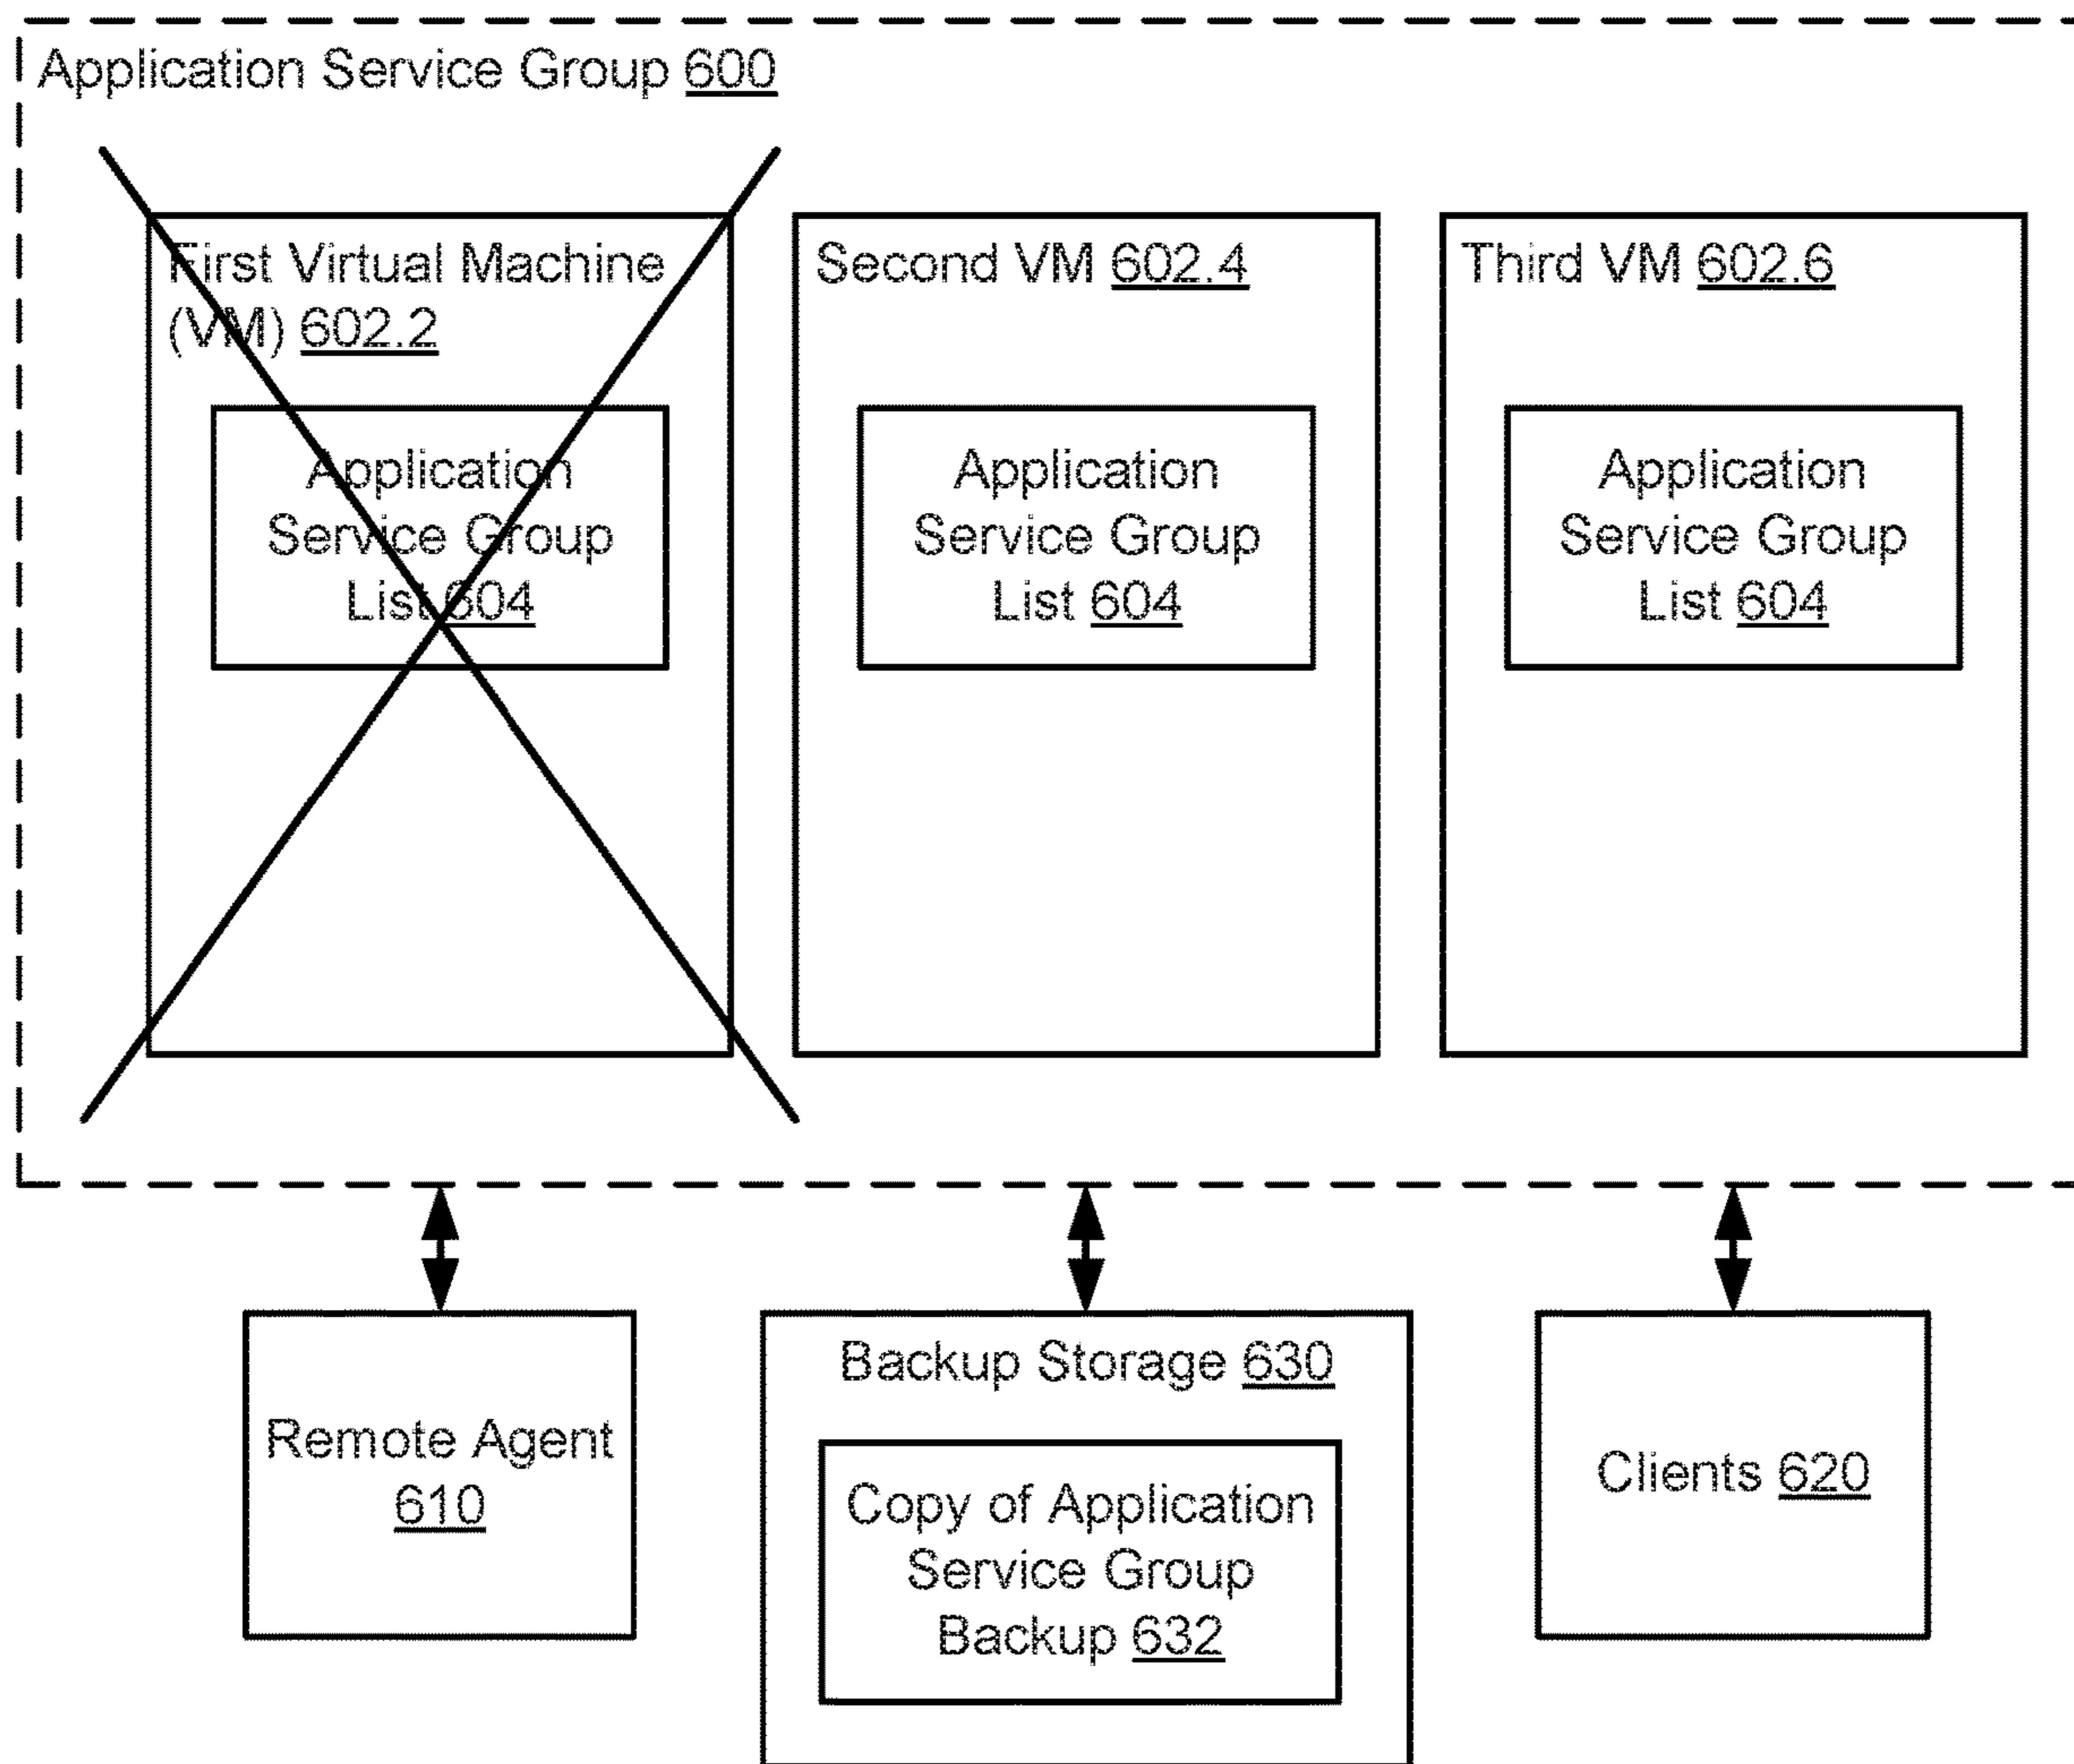 Application Service Group 600
First Virtual Machine
(VM) 602.2
Application
Service Group
List 604
Second VM 602.4
Application
Service Group
List 604
Third VM 602.6
Application
Service Group
List 604
Remote Agent
610
Backup Storage 630
Copy of Application
Service Group
Backup 632
Clients 620